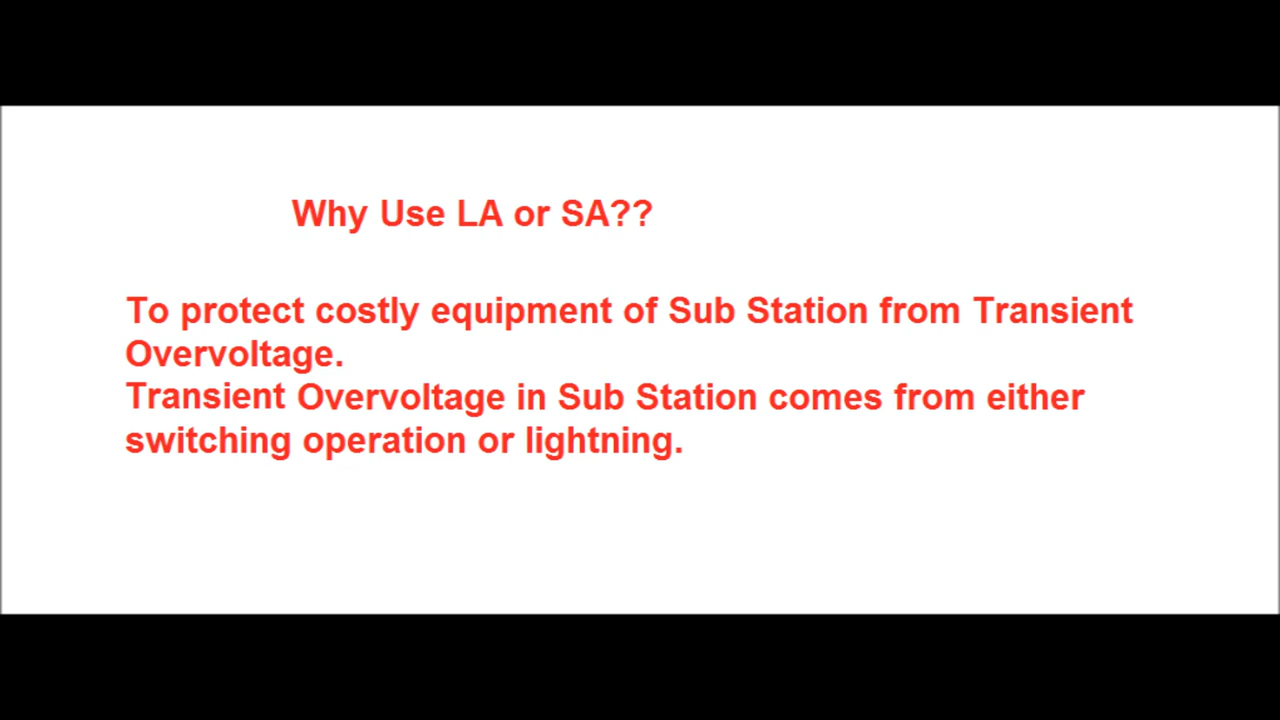 Why Use LA or SA??
To protect costly equipment of Sub Station from Transient
Overvoltage.
Transient Overvoltage in Sub Station comes from either
switching operation or lightning.